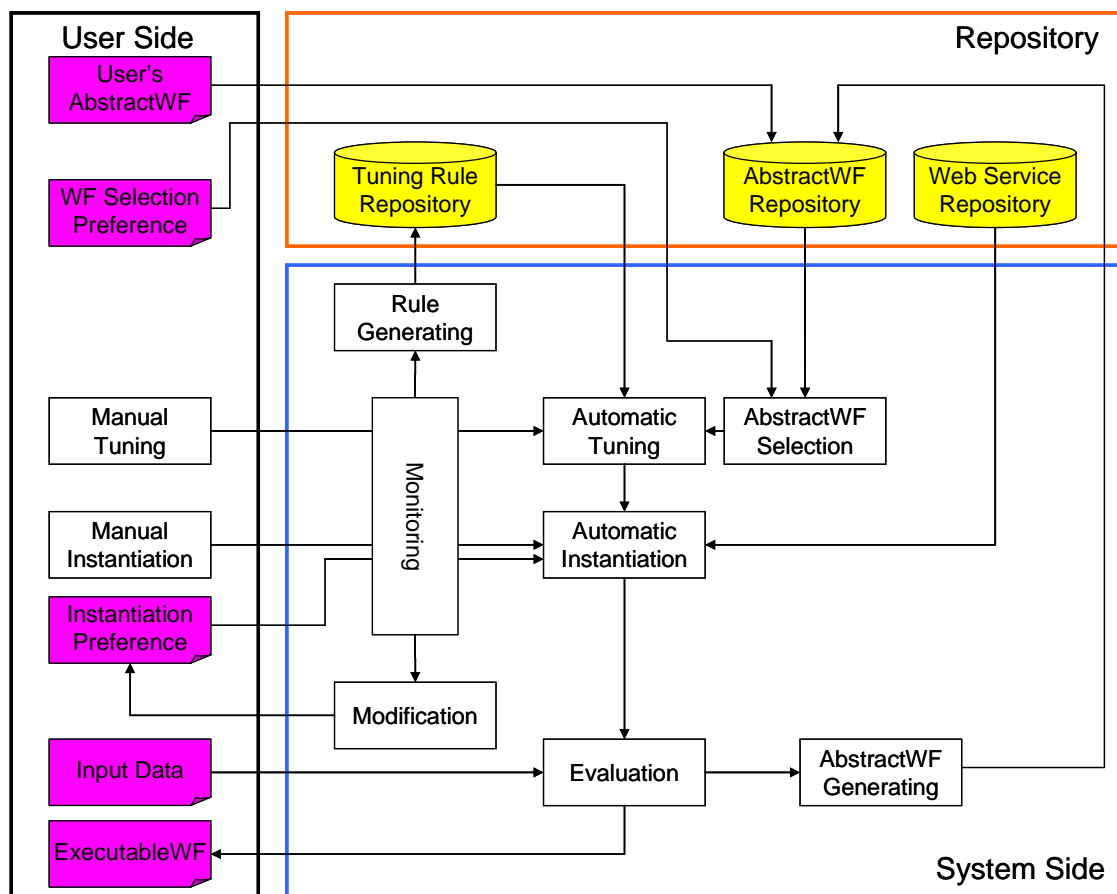 User Side
Repository
User's
AbstractWF
WF Selection
Preference
Tuning Rule
Repository
AbstractWF
Repository
Web Service
Repository
Rule
Generating
Manual
Tuning
Monitoring
Automatic
Tuning
AbstractWF
Selection
Manual
Instantiation
Automatic
Instantiation
Instantiation
Preference
Modification
Input Data
Evaluation
AbstractWF
Generating
ExecutableWF
System Side